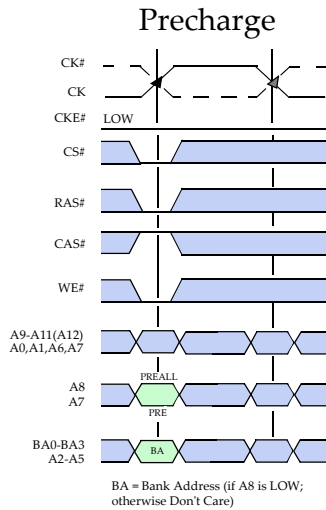 Precharge
CK#
CK
CKE# LOW
CS#
RAS#
CAS#
WE#
A9-A11(A12)
A0,A1,A6,A7
PREALL
A8
A7
PRE
BA0-BA3
A2-A5
BA
BA = Bank Address (if A8 is LOW;
otherwise Don't Care)